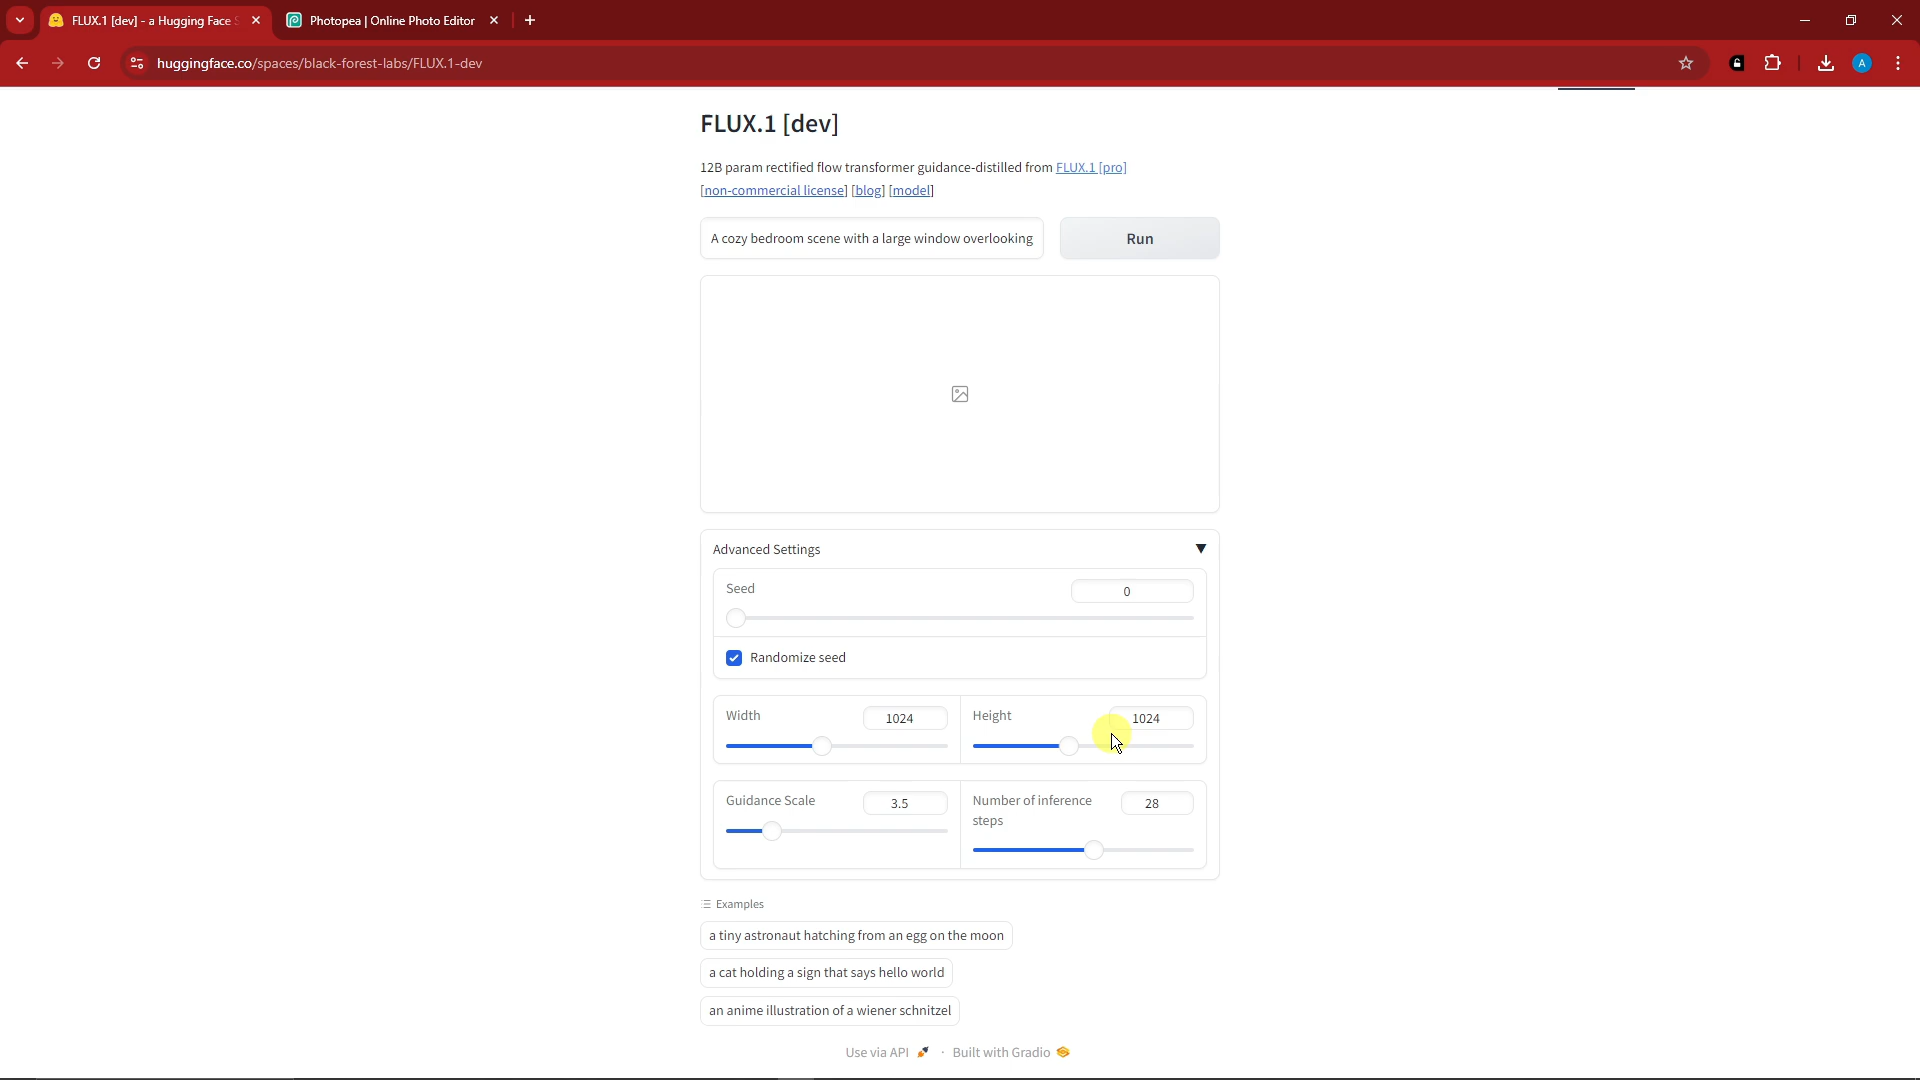 FLUX.1 [dev] - a Hugging Face S
Photopea | Online Photo Editor
huggingface.co/spaces/black-forest-labs/FLUX.1-dev
A
FLUX.1 [dev]
12B param rectified flow transformer guidance-distilled from FLUX.1 [pro]
[non-commercial license] [blog] [model]
A cozy bedroom scene with a large window overlooking
Run
Advanced Settings
Seed
0
Randomize seed
Width
1024
Height
1024
Guidance Scale
3.5
Number of inference
steps
28
Examples
a tiny astronaut hatching from an egg on the moon
a cat holding a sign that says hello world
an anime illustration of a wiener schnitzel
Use via API · Built with Gradio